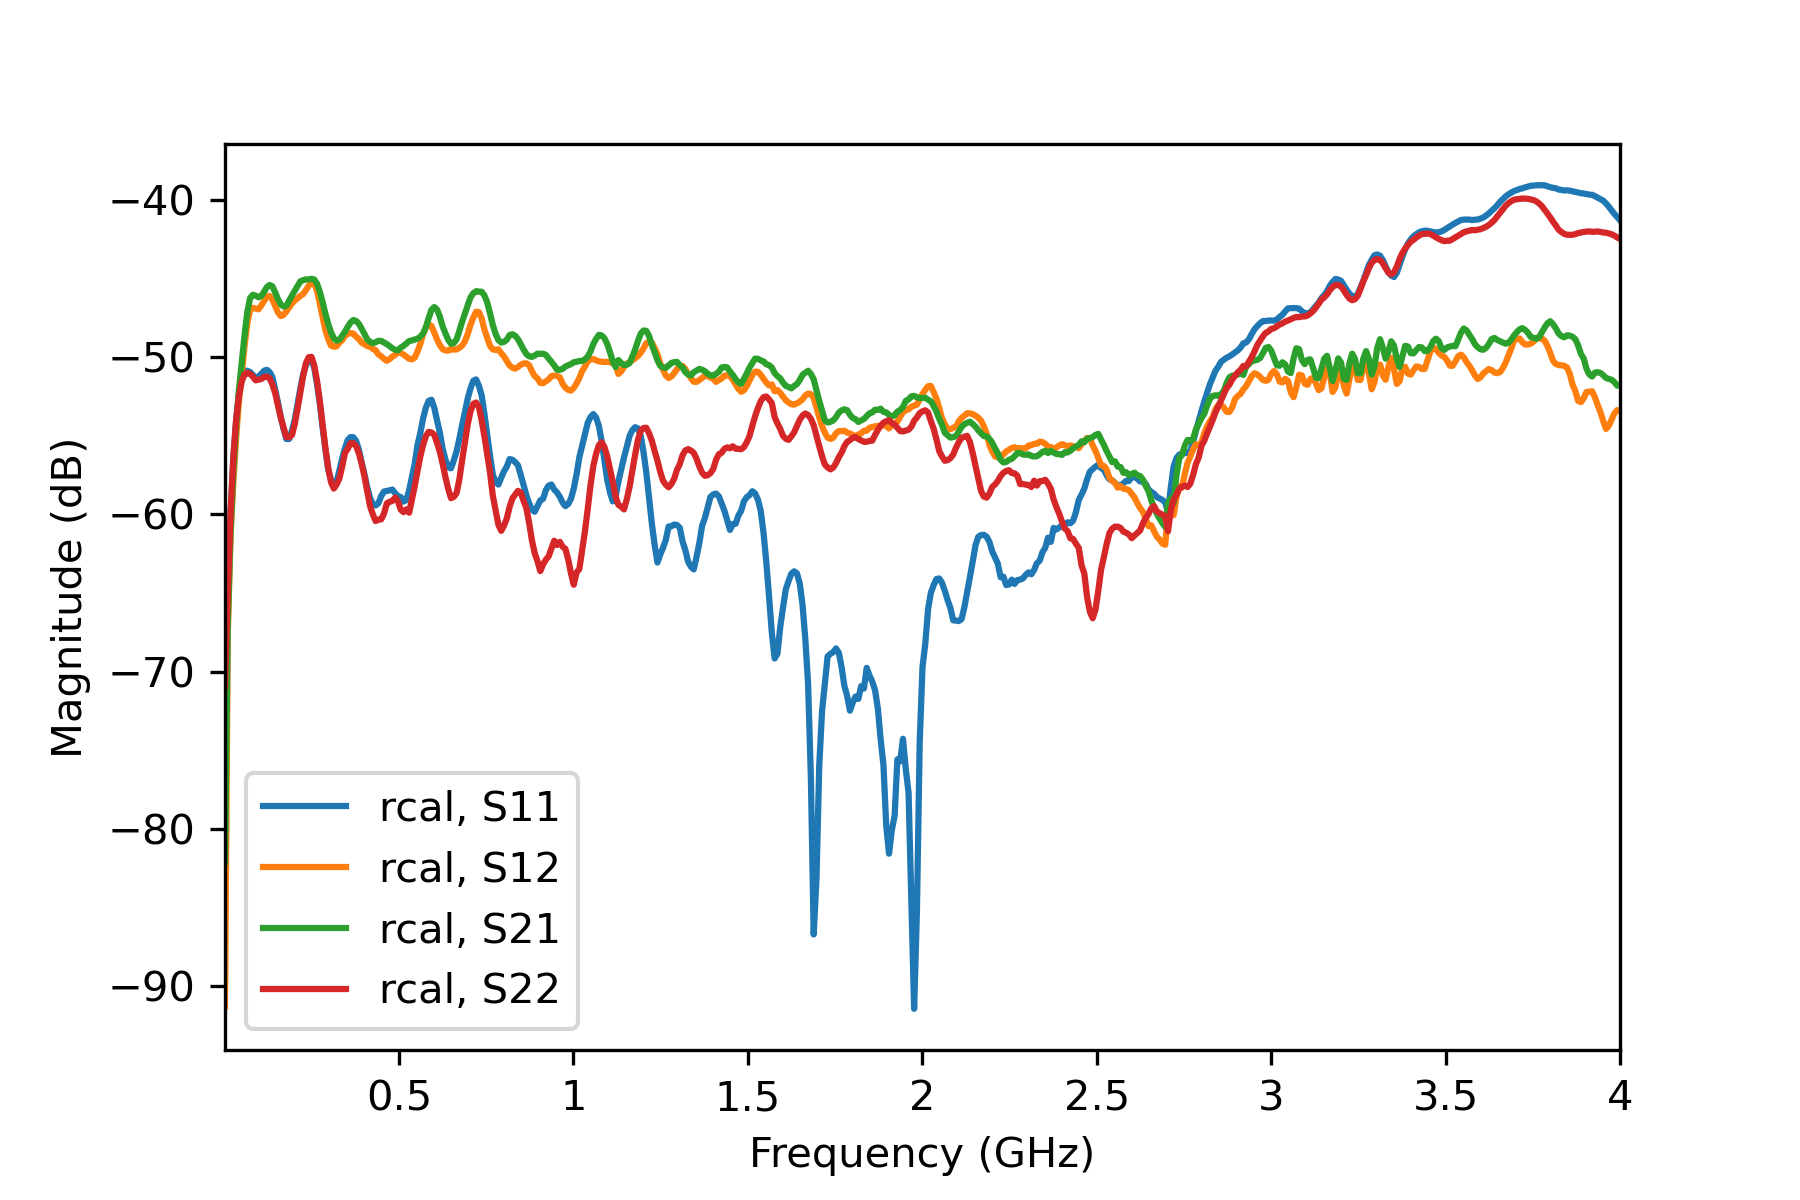 −40
−50
−60
−70
−80
−90
Magnitude (dB)
rcal, S11
rcal, S12
rcal, S21
rcal, S22
0.5 1 1.5 2 2.5 3 3.5 4
Frequency (GHz)